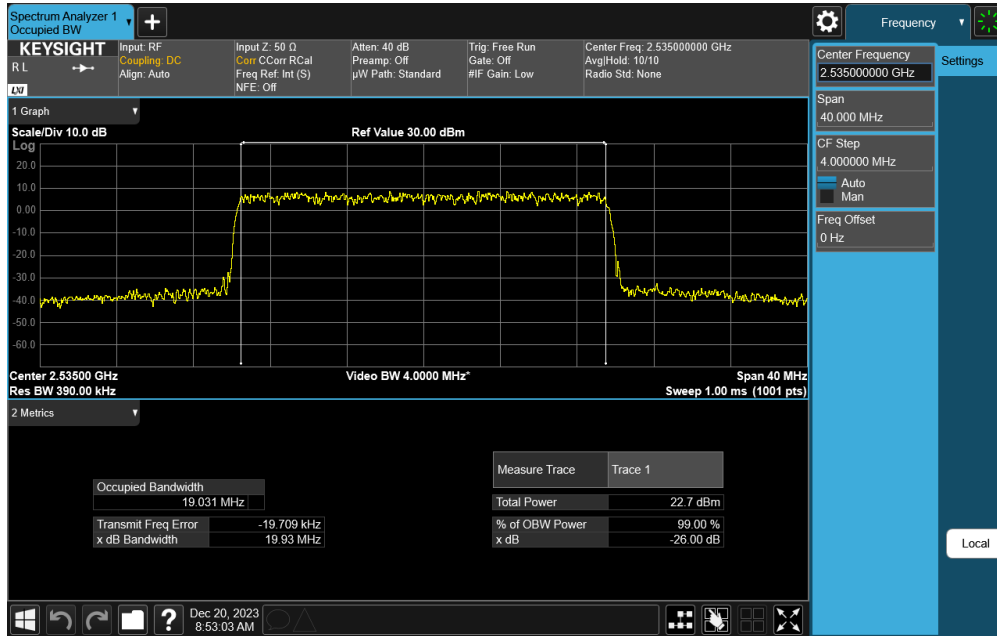 Spectrum Analyzer 1
Occupied BW
+
Frequency
KEYSIGHT
R L
LXI
Input: RF
Coupling: DC
Align: Auto
Input Z: 50 Ω
Corr CCorr RCal
Freq Ref: Int (S)
NFE: Off
Atten: 40 dB
Preamp: Off
µW Path: Standard
Trig: Free Run
Gate: Off
#IF Gain: Low
Center Freq: 2.535000000 GHz
Avg|Hold: 10/10
Radio Std: None
Center Frequency
2.535000000 GHz
Settings
Span
40.000 MHz
CF Step
4.000000 MHz
Auto
Man
Freq Offset
0 Hz
Local
1 Graph
Scale/Div 10.0 dB
Ref Value 30.00 dBm
Log
20.0
10.0
0.00
-10.0
-20.0
-30.0
-40.0
-50.0
-60.0
Center 2.53500 GHz
Video BW 4.0000 MHz*
Span 40 MHz
Res BW 390.00 kHz
Sweep 1.00 ms (1001 pts)
2 Metrics
Measure Trace Trace 1
Occupied Bandwidth
19.031 MHz
Total Power 22.7 dBm
Transmit Freq Error -19.709 kHz
% of OBW Power 99.00 %
x dB Bandwidth 19.93 MHz
x dB -26.00 dB
?
Dec 20, 2023
8:53:03 AM